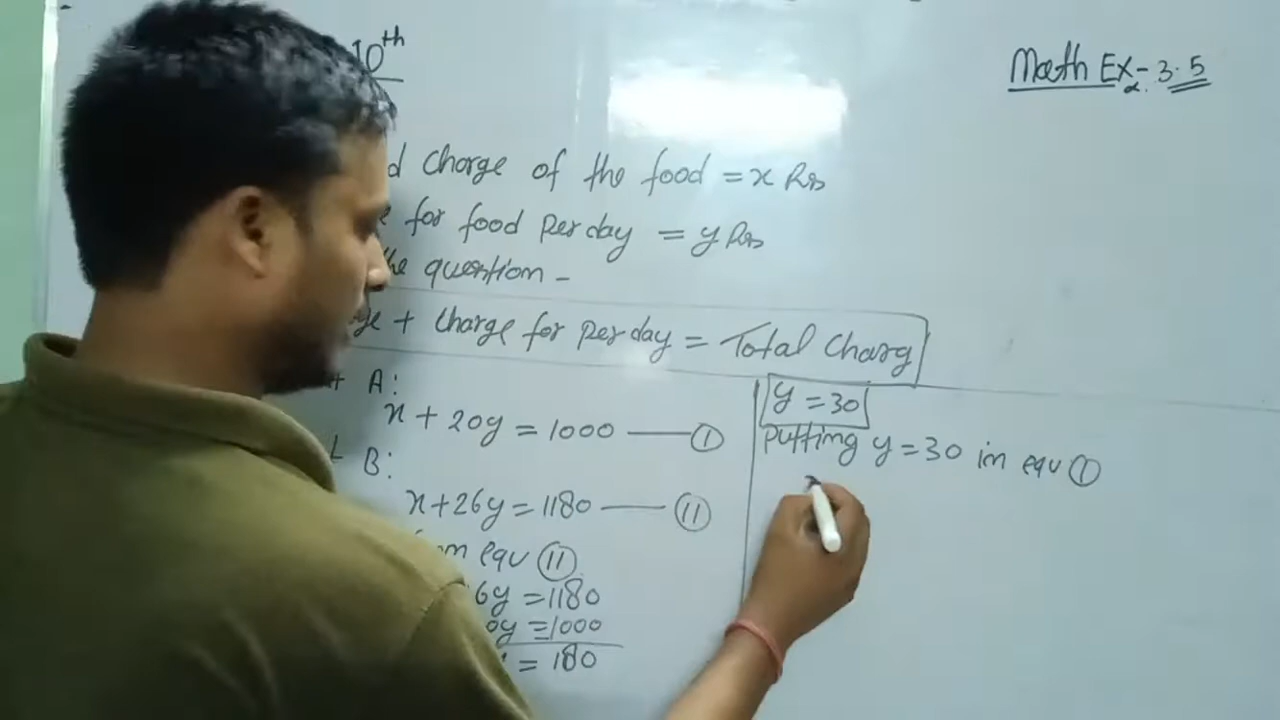 10th
Math Ex- 3.5
Charge of the food = x Rs
for food Per day = y Rs
the question -
+ Charge for per day = Total Charg
A:
x + 20y = 1000 — (1)
B:
x + 26y = 1180 — (11)
equ (11)
6y = 1180
0y = 1000
= 180
y = 30
Putting y = 30 in equ (1)